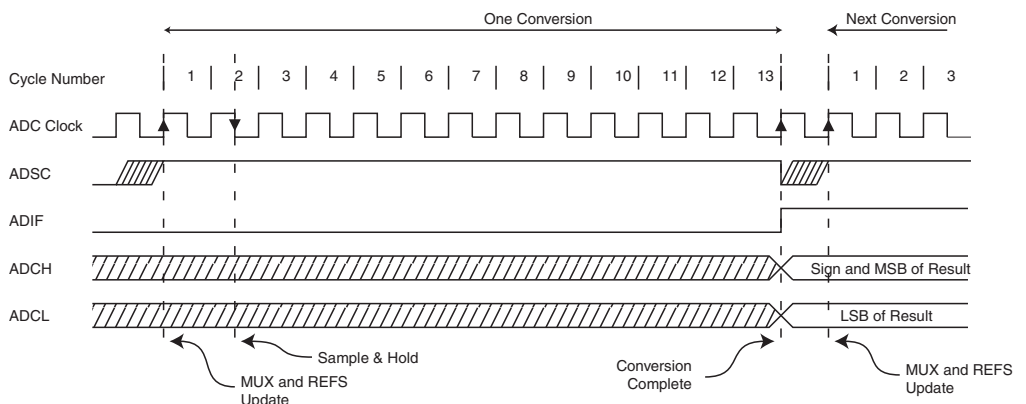 One Conversion
Next Conversion
Cycle Number
1 2 3 4 5 6 7 8 9 10 11 12 13 1 2 3
ADC Clock
ADSC
ADIF
ADCH
Sign and MSB of Result
ADCL
LSB of Result
Sample & Hold
MUX and REFS
Update
Conversion
Complete
MUX and REFS
Update